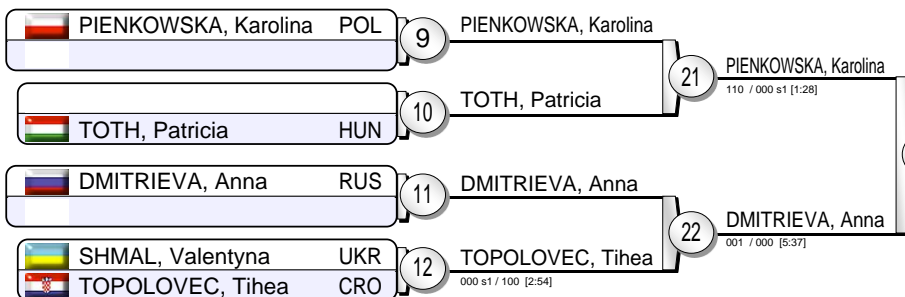 PIENKOWSKA, Karolina POL
9
PIENKOWSKA, Karolina
21
PIENKOWSKA, Karolina
110 / 000 s1 [1:28]
TOTH, Patricia HUN
10
TOTH, Patricia
DMITRIEVA, Anna RUS
11
DMITRIEVA, Anna
22
DMITRIEVA, Anna
001 / 000 [5:37]
SHMAL, Valentyna UKR
TOPOLOVEC, Tihea CRO
12
TOPOLOVEC, Tihea
000 s1 / 100 [2:54]